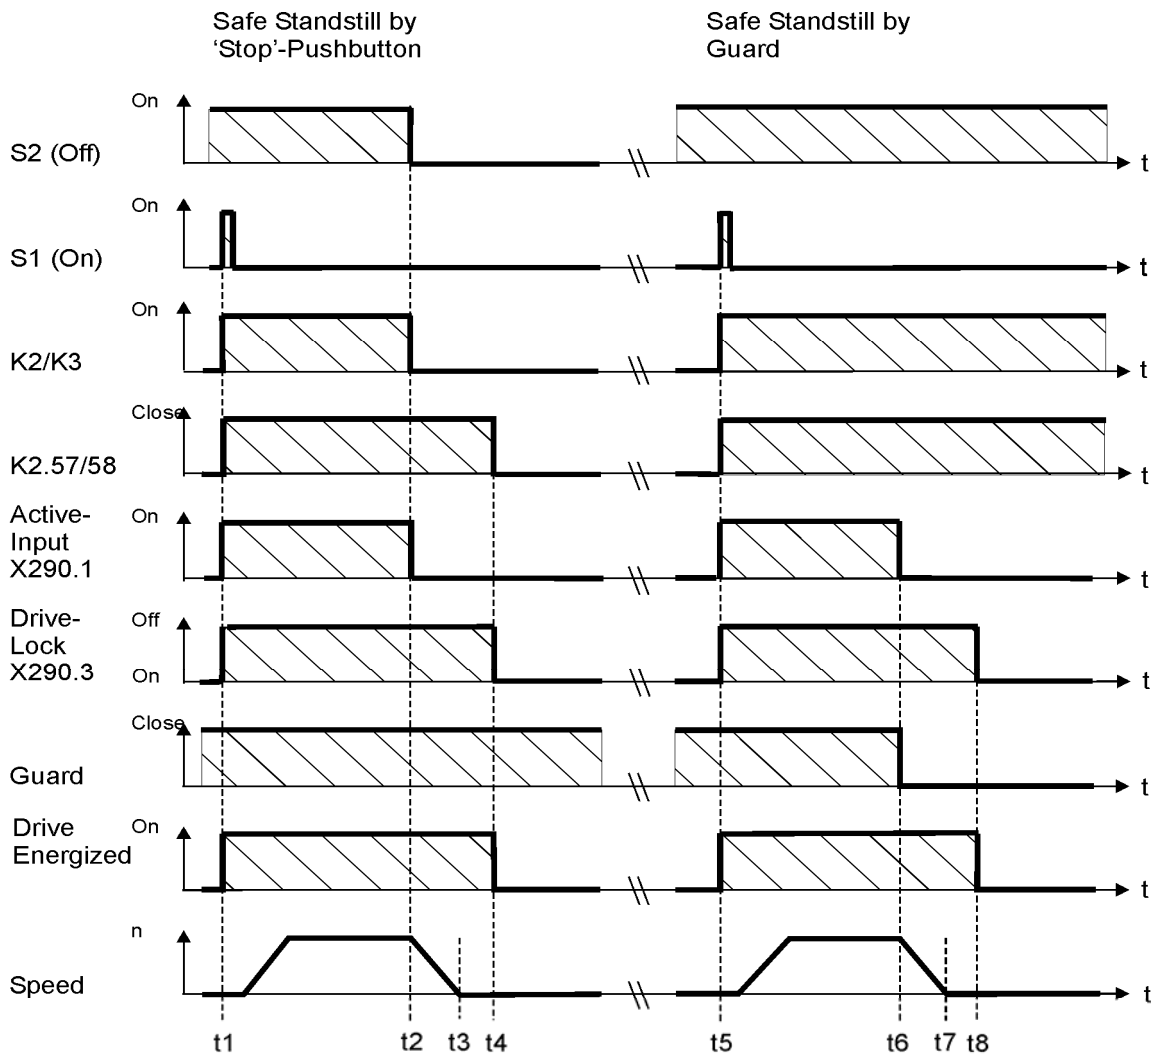 Safe Standstill by
‘Stop’-Pushbutton
Safe Standstill by
Guard
On
S2 (Off)
t
On
S1 (On)
t
On
K2/K3
t
Close
K2.57/58
t
Active-
Input
X290.1
On
t
Drive-
Lock
X290.3
Off
On
t
Close
Guard
t
Drive
Energized
On
t
n
Speed
t
t1 t2 t3 t4 t5 t6 t7 t8